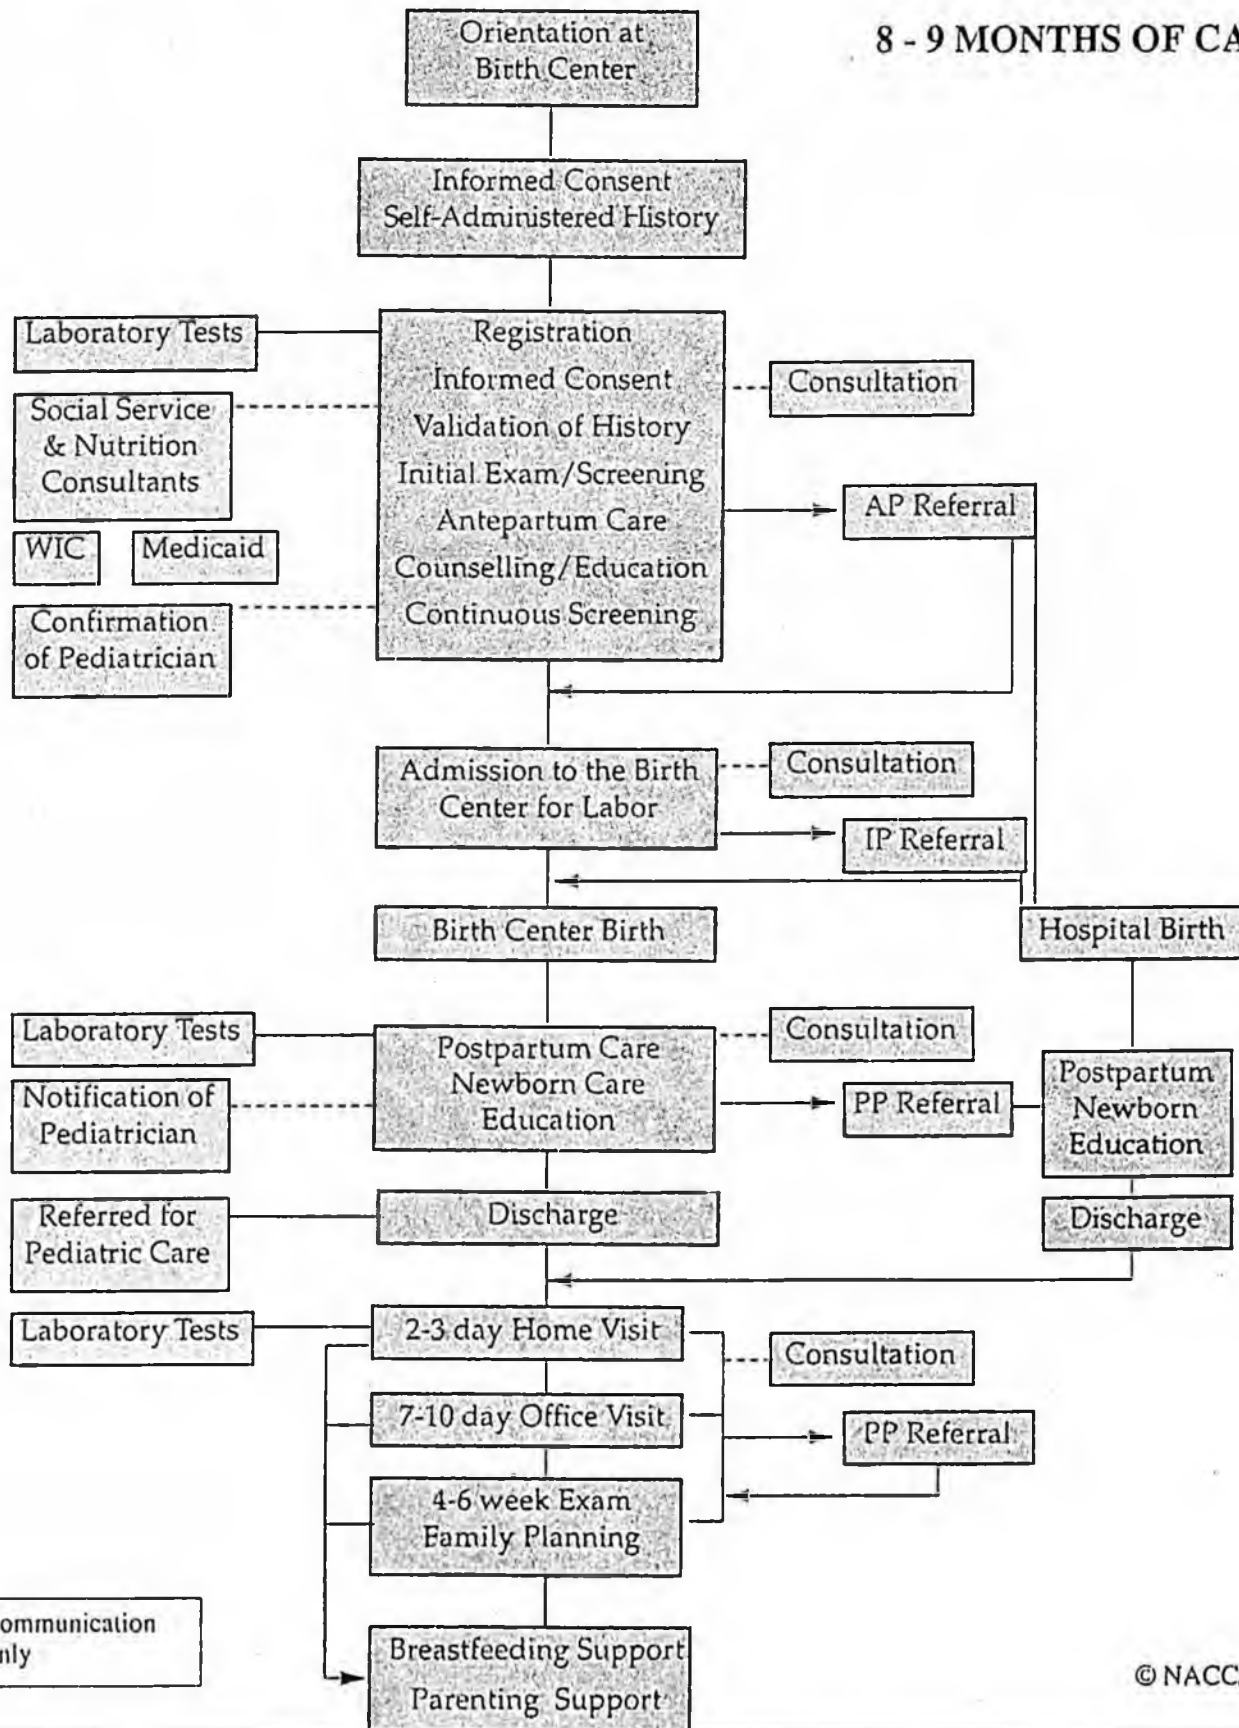 8 - 9 MONTHS OF CA
Orientation at
Birth Center
Informed Consent
Self-Administered History
Laboratory Tests
Registration
Informed Consent
Validation of History
Initial Exam/Screening
Antepartum Care
Counselling/Education
Continuous Screening
Consultation
Social Service
& Nutrition
Consultants
AP Referral
WIC
Medicaid
Confirmation
of Pediatrician
Admission to the Birth
Center for Labor
Consultation
IP Referral
Birth Center Birth
Hospital Birth
Laboratory Tests
Postpartum Care
Newborn Care
Education
Consultation
Notification of
Pediatrician
PP Referral
Postpartum
Newborn
Education
Referred for
Pediatric Care
Discharge
Discharge
Laboratory Tests
2-3 day Home Visit
Consultation
7-10 day Office Visit
PP Referral
4-6 week Exam
Family Planning
ommunication
nly
Breastfeeding Support
Parenting Support
© NACC